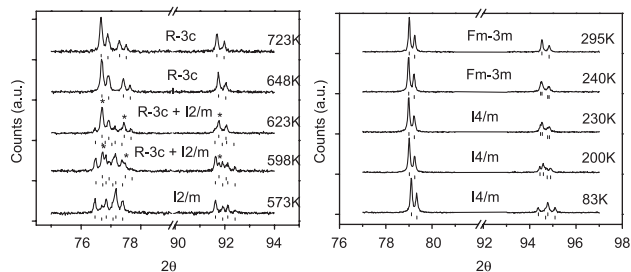 Counts (a.u.)
R-3c
723K
R-3c
648K
*
R-3c + I2/m
*
*
623K
R-3c + I2/m
*
*
*
598K
I2/m
573K
76 78 90 92 94
2θ
Counts (a.u.)
Fm-3m
295K
Fm-3m
240K
I4/m
230K
I4/m
200K
I4/m
83K
76 78 80 92 94 96 98
2θ